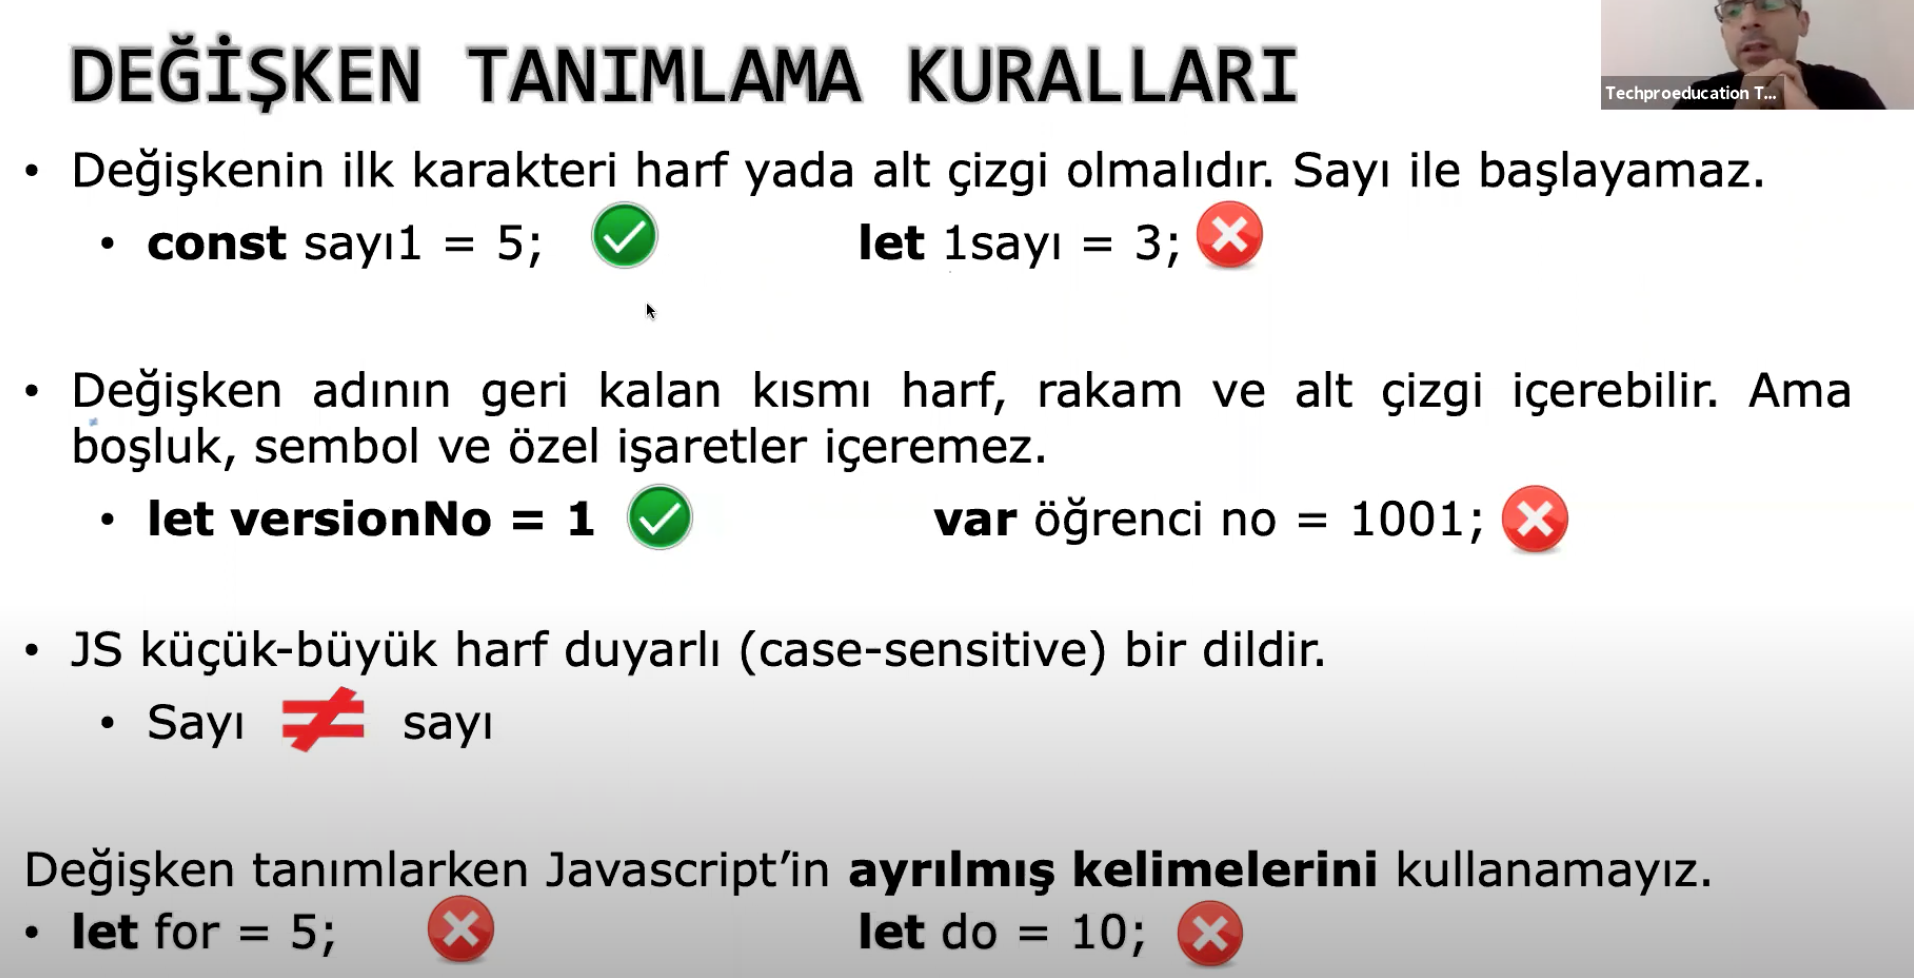 DEĞİŞKEN TANIMLAMA KURALLARI
Techproeducation T...
• Değişkenin ilk karakteri harf yada alt çizgi olmalıdır. Sayı ile başlayamaz.
• const sayı1 = 5; let 1sayı = 3;
• Değişken adının geri kalan kısmı harf, rakam ve alt çizgi içerebilir. Ama
boşluk, sembol ve özel işaretler içeremez.
• let versionNo = 1 var öğrenci no = 1001;
• JS küçük-büyük harf duyarlı (case-sensitive) bir dildir.
• Sayı ≠ sayı
Değişken tanımlarken Javascript’in ayrılmış kelimelerini kullanamayız.
• let for = 5; let do = 10;